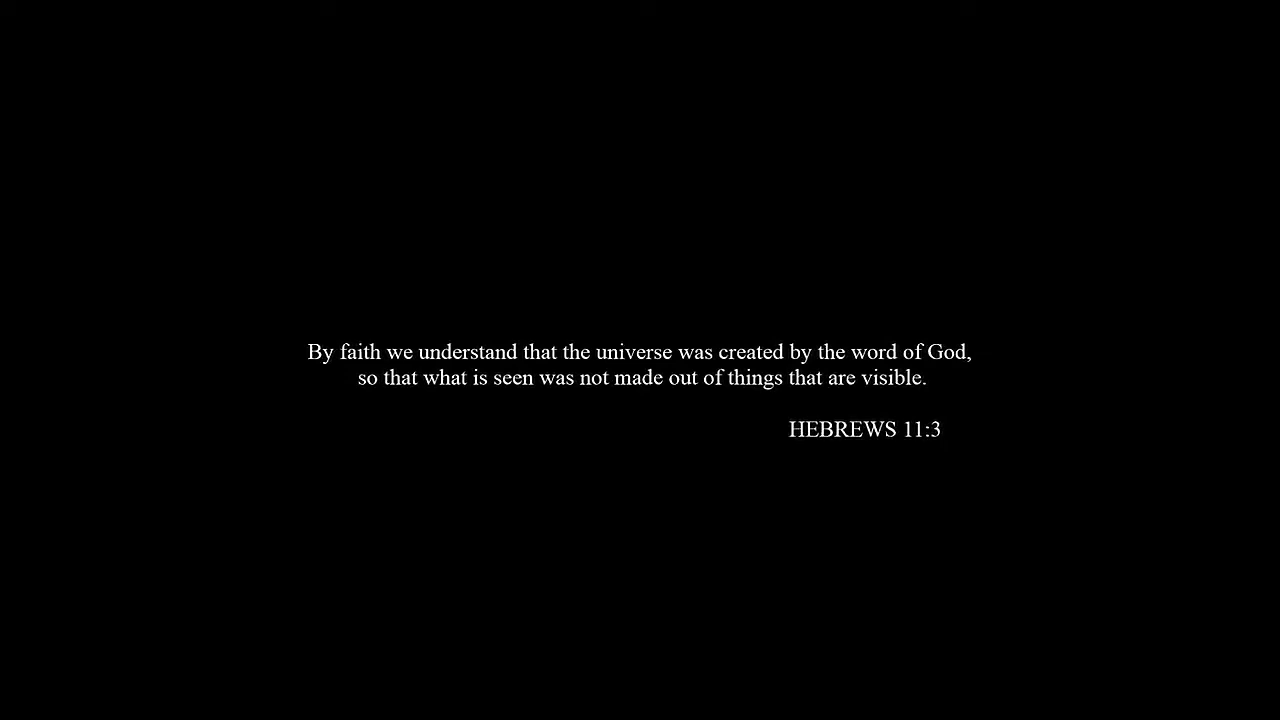 By faith we understand that the universe was created by the word of God,
so that what is seen was not made out of things that are visible.
HEBREWS 11:3